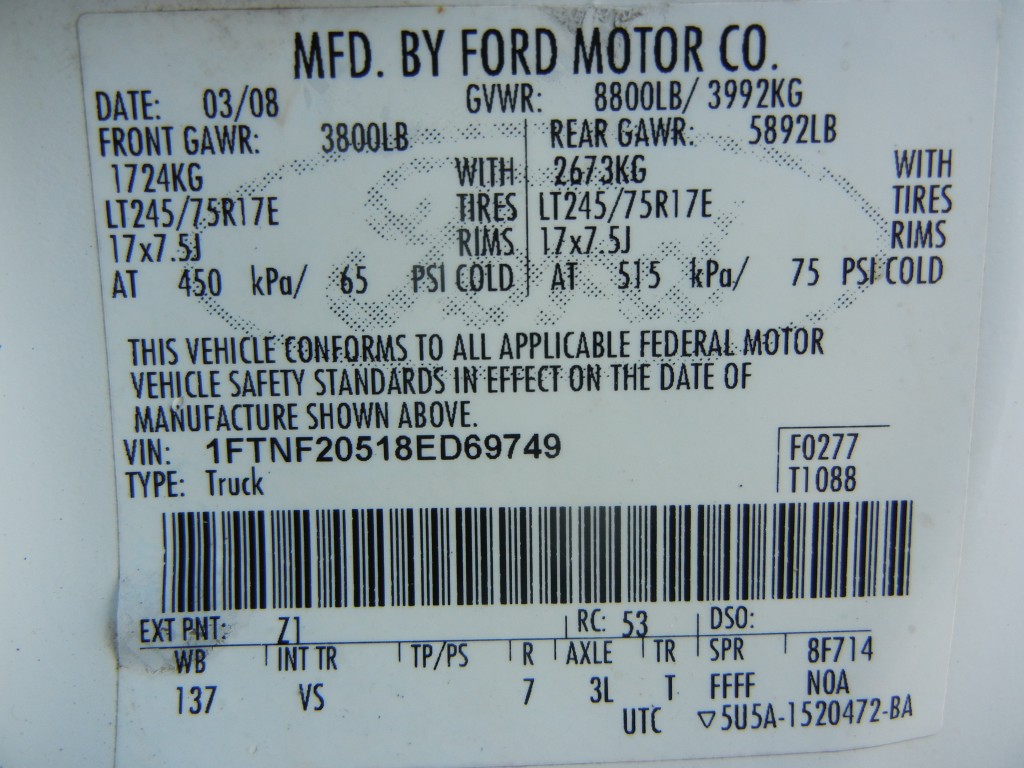 MFD. BY FORD MOTOR CO.
DATE: 03/08 GVWR: 8800LB/ 3992KG
FRONT GAWR: 3800LB REAR GAWR: 5892LB
1724KG WITH 2673KG WITH
LT245/75R17E TIRES LT245/75R17E TIRES
17x7.5J RIMS 17x7.5J RIMS
AT 450 kPa/ 65 PSI COLD AT 515 kPa/ 75 PSI COLD
THIS VEHICLE CONFORMS TO ALL APPLICABLE FEDERAL MOTOR
VEHICLE SAFETY STANDARDS IN EFFECT ON THE DATE OF
MANUFACTURE SHOWN ABOVE.
VIN: 1FTNF20518ED69749 F0277
TYPE: Truck T1088
EXT PNT: Z1 RC: 53 DSO:
WB INT TR TP/PS R AXLE TR SPR 8F714
137 VS 7 3L T FFFF N0A
UTC ▽5U5A-1520472-BA